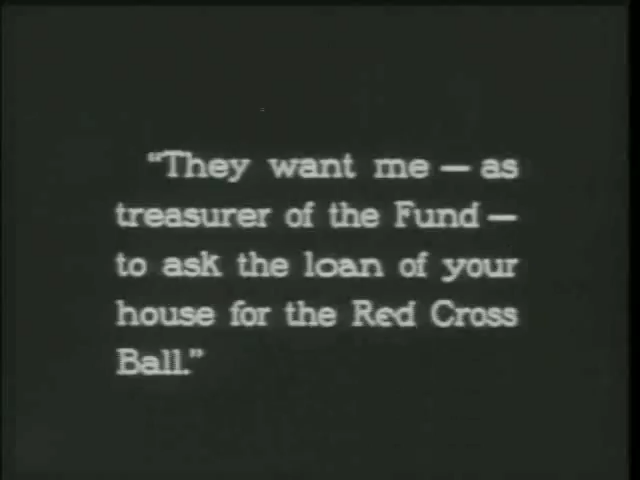 “They want me — as
treasurer of the Fund —
to ask the loan of your
house for the Red Cross
Ball.”